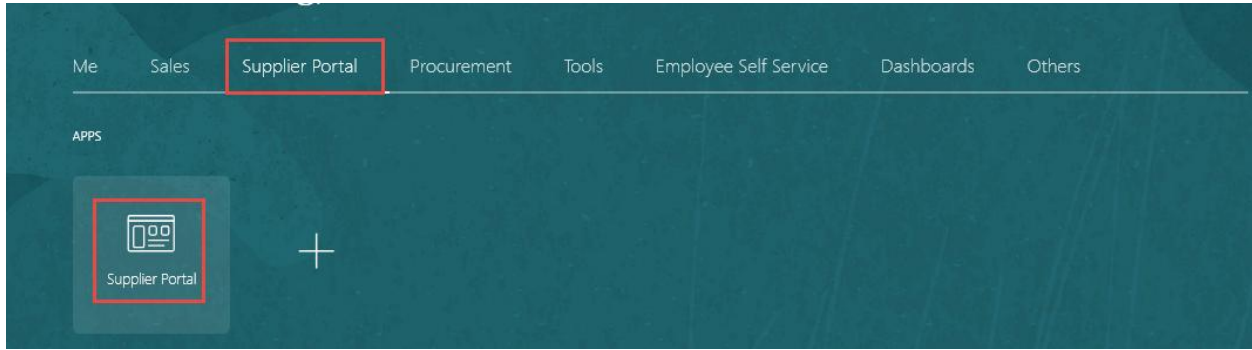 Me Sales Supplier Portal Procurement Tools Employee Self Service Dashboards Others
APPS
Supplier Portal